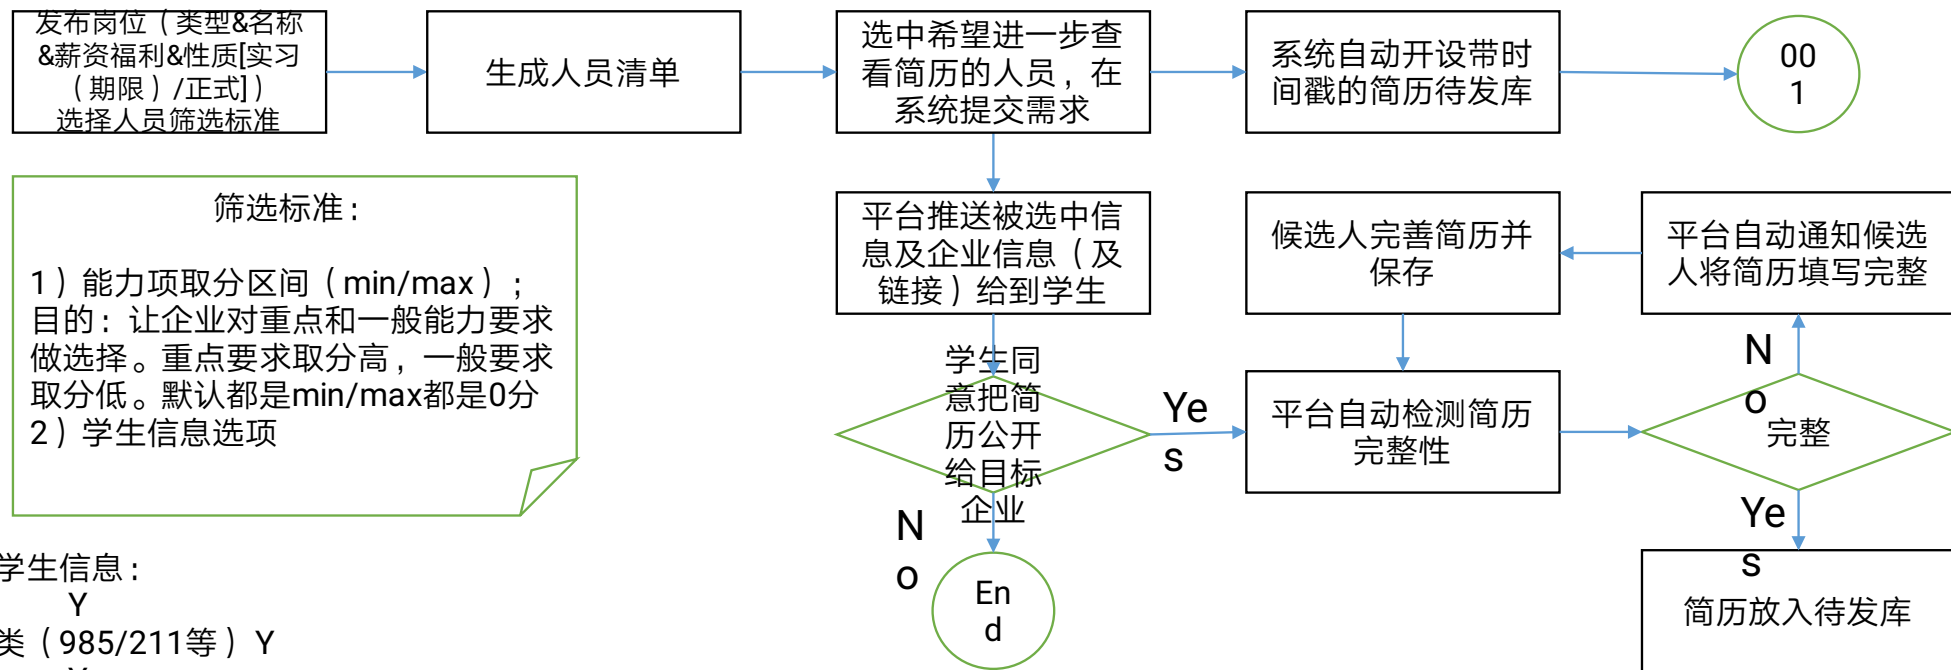 发布岗位（类型&名称
&薪资福利&性质[实习
（期限）/正式]）
选择人员筛选标准
生成人员清单
选中希望进一步查
看简历的人员，在
系统提交需求
系统自动开设带时
间戳的简历待发库
00
1
筛选标准：
1）能力项取分区间（min/max）；
目的：让企业对重点和一般能力要求
做选择。重点要求取分高，一般要求
取分低。默认都是min/max都是0分
2）学生信息选项
平台推送被选中信
息及企业信息（及
链接）给到学生
候选人完善简历并
保存
平台自动通知候选
人将简历填写完整
学生同
意把简
历公开
给目标
企业
Ye
s
平台自动检测简历
完整性
N
o
完整
N
o
En
d
Ye
s
简历放入待发库
学生信息：
Y
类（985/211等）Y